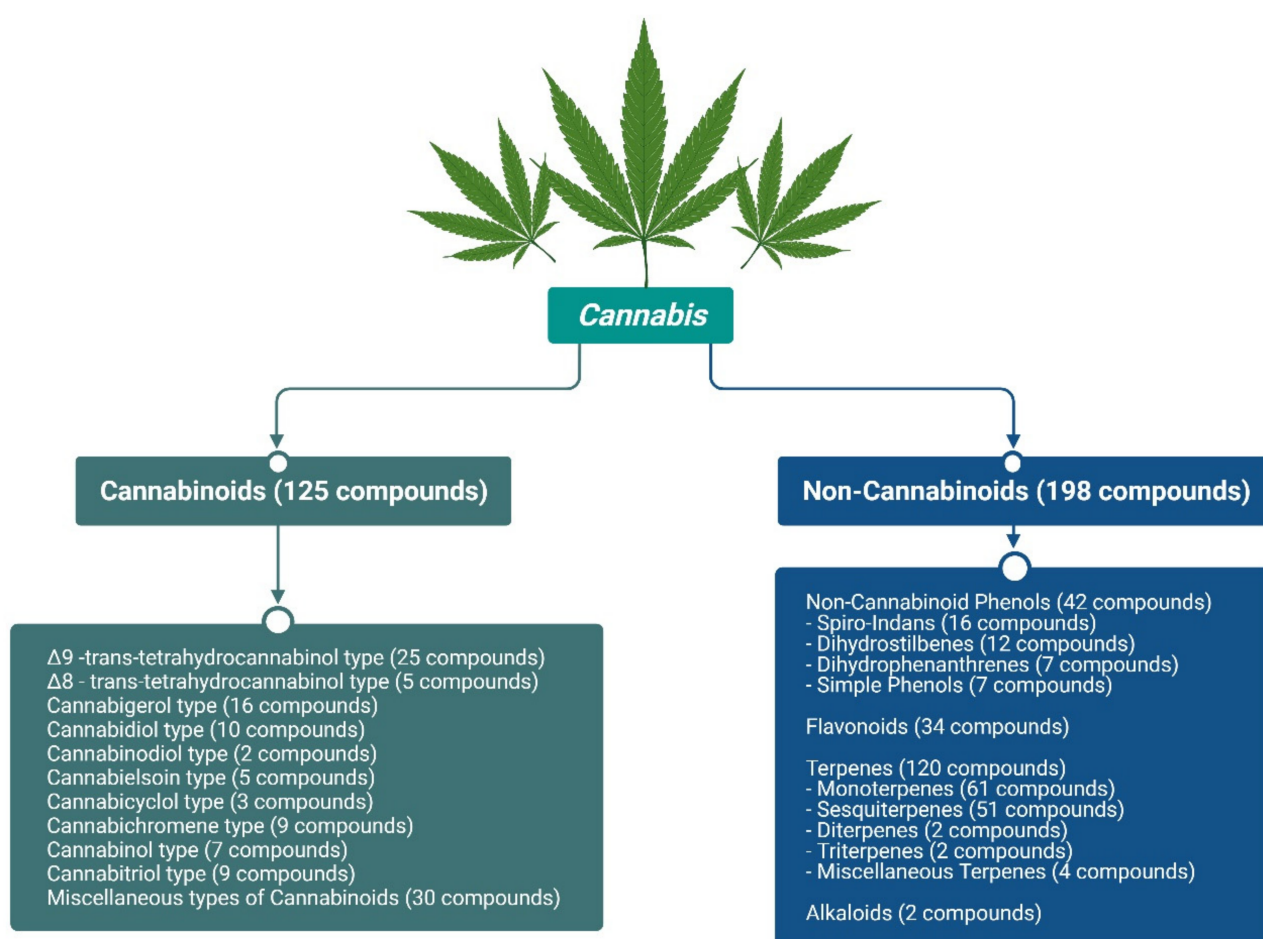 Cannabis
Cannabinoids (125 compounds)
Δ9 -trans-tetrahydrocannabinol type (25 compounds)
Δ8 - trans-tetrahydrocannabinol type (5 compounds)
Cannabigerol type (16 compounds)
Cannabidiol type (10 compounds)
Cannabinodiol type (2 compounds)
Cannabielsoin type (5 compounds)
Cannabicyclol type (3 compounds)
Cannabichromene type (9 compounds)
Cannabinol type (7 compounds)
Cannabitriol type (9 compounds)
Miscellaneous types of Cannabinoids (30 compounds)
Non-Cannabinoids (198 compounds)
Non-Cannabinoid Phenols (42 compounds)
- Spiro-Indans (16 compounds)
- Dihydrostilbenes (12 compounds)
- Dihydrophenanthrenes (7 compounds)
- Simple Phenols (7 compounds)
Flavonoids (34 compounds)
Terpenes (120 compounds)
- Monoterpenes (61 compounds)
- Sesquiterpenes (51 compounds)
- Diterpenes (2 compounds)
- Triterpenes (2 compounds)
- Miscellaneous Terpenes (4 compounds)
Alkaloids (2 compounds)